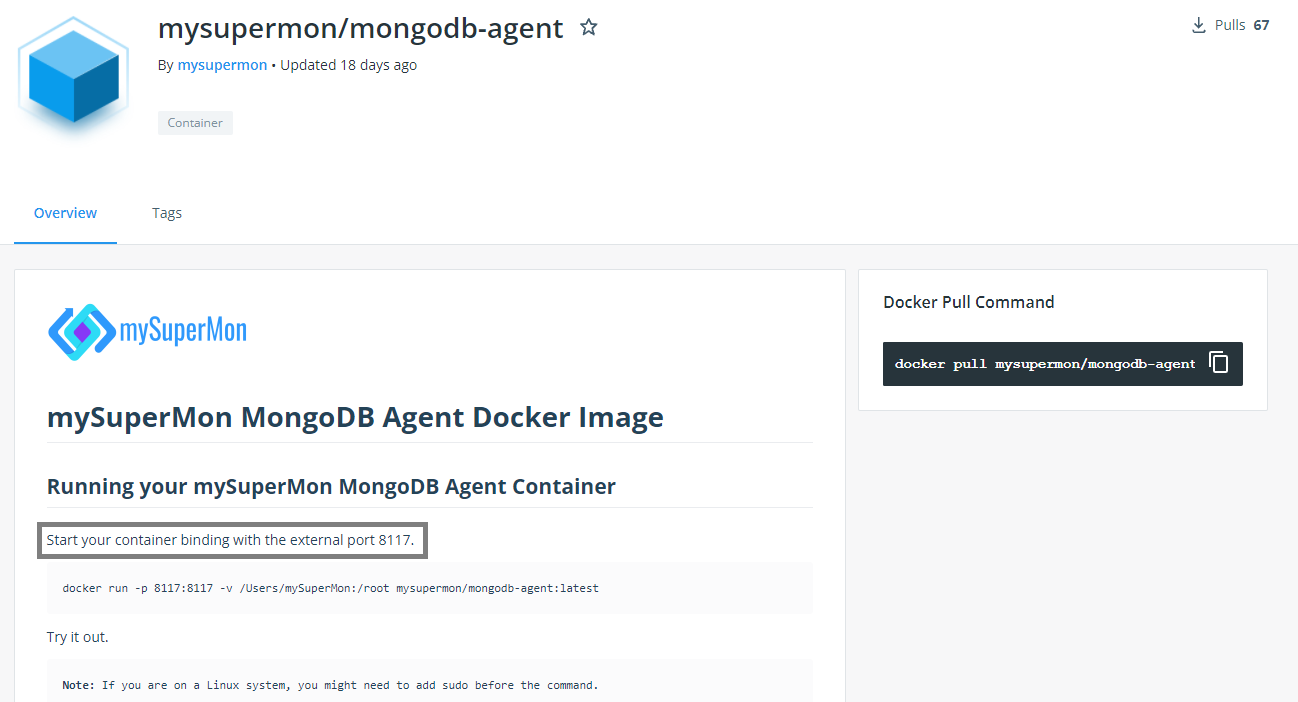 mysupermon/mongodb-agent
Pulls 67
By mysupermon • Updated 18 days ago
Container
Overview
Tags
mySuperMon
Docker Pull Command
docker pull mysupermon/mongodb-agent
mySuperMon MongoDB Agent Docker Image
Running your mySuperMon MongoDB Agent Container
Start your container binding with the external port 8117.
docker run -p 8117:8117 -v /Users/mySuperMon:/root mysupermon/mongodb-agent:latest
Try it out.
Note: If you are on a Linux system, you might need to add sudo before the command.